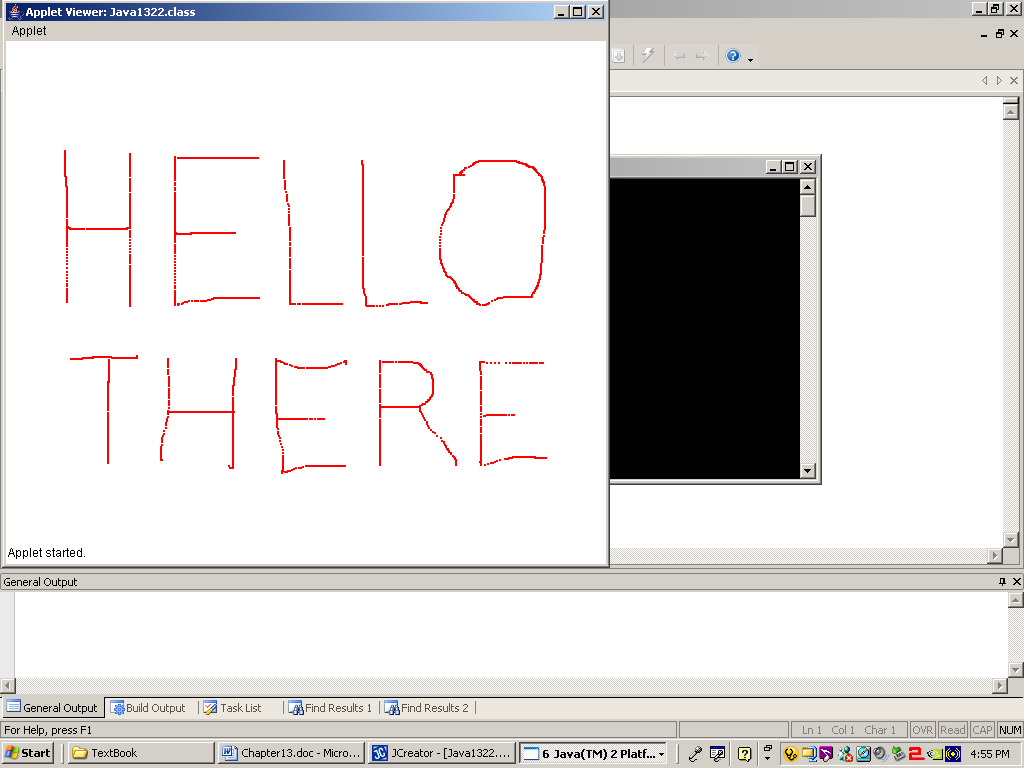 Applet Viewer: Java1322.class
Applet
HELLO
THERE
Applet started.
General Output
General Output Build Output Task List Find Results 1 Find Results 2
For Help, press F1 Ln 1 Col 1 Char 1 OVR Read CAP NUM
Start TextBook Chapter13.doc - Micro... JCreator - [Java1322.... 6 Java(TM) 2 Platf... 4:55 PM